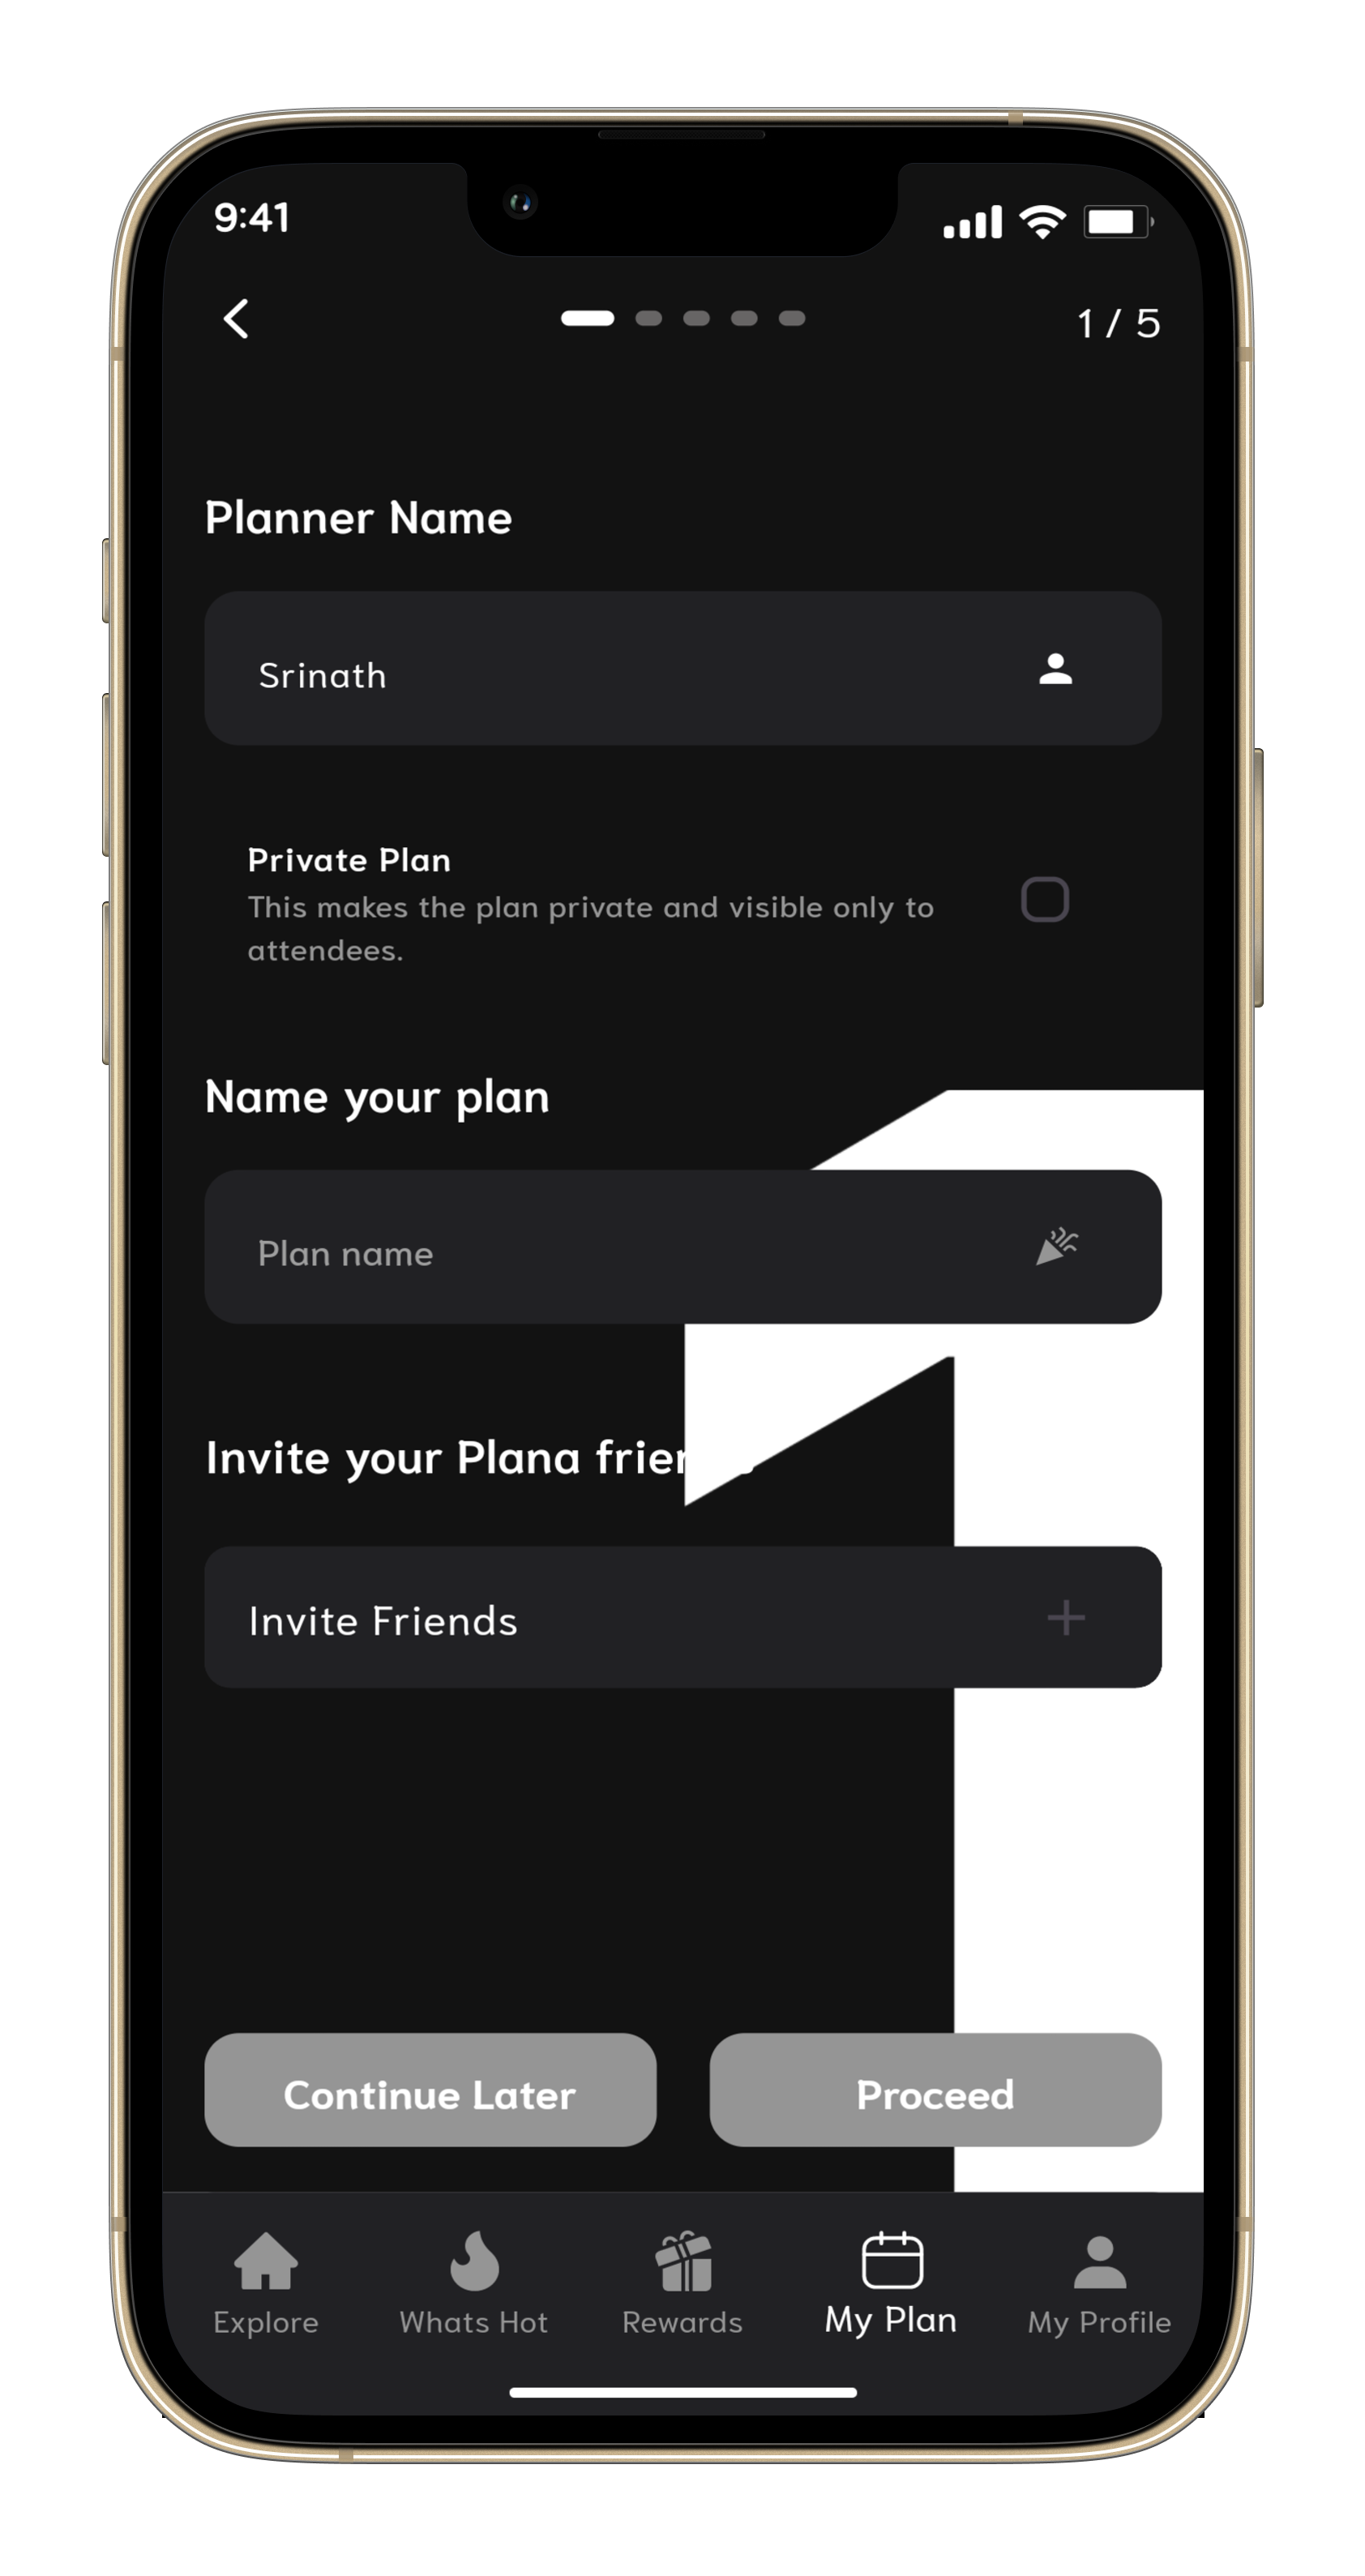 9:41
1 / 5
Planner Name
Srinath
Private Plan
This makes the plan private and visible only to
attendees.
Name your plan
Plan name
Invite your Plana
Invite Friends
Continue Later
Proceed
Explore
Whats Hot
Rewards
My Plan
My Profile